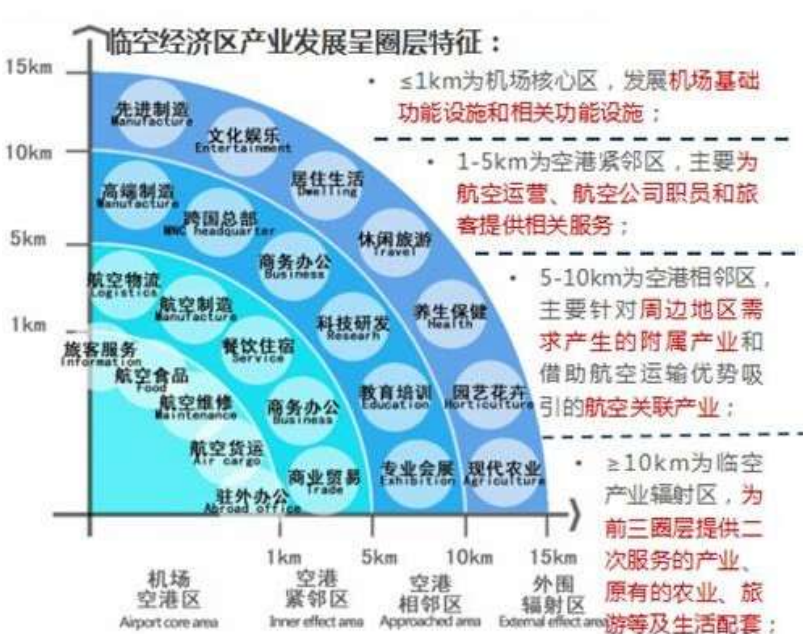 临空经济区产业发展呈圈层特征：
15km
10km
5km
1km
先进制造
Manufacture
文化娱乐
Entertainment
居住生活
Dwelling
休闲旅游
Travel
养生保健
Health
园艺花卉
Horticulture
现代农业
Agriculture
高端制造
Manufacture
跨国总部
MNC headquarter
商务办公
Business
科技研发
Researh
教育培训
Education
专业会展
Exhibition
航空物流
Logistics
航空制造
Manufacture
餐饮住宿
Service
商务办公
Business
商业贸易
Trade
旅客服务
Information
航空食品
Food
航空维修
Maintenance
航空货运
Air cargo
驻外办公
Abroad office
1km
5km
10km
15km
机场
空港区
Airport core area
空港
紧邻区
Inner effect area
空港
相邻区
Approached area
外围
辐射区
External effect area
• ≤1km为机场核心区，发展机场基础
功能设施和相关功能设施；
• 1-5km为空港紧邻区，主要为
航空运营、航空公司职员和旅
客提供相关服务；
• 5-10km为空港相邻区，
主要针对周边地区需
求产生的附属产业和
借助航空运输优势吸
引的航空关联产业；
• ≥10km为临空
产业辐射区，为
前三圈层提供二
次服务的产业、
原有的农业、旅
游等及生活配套；